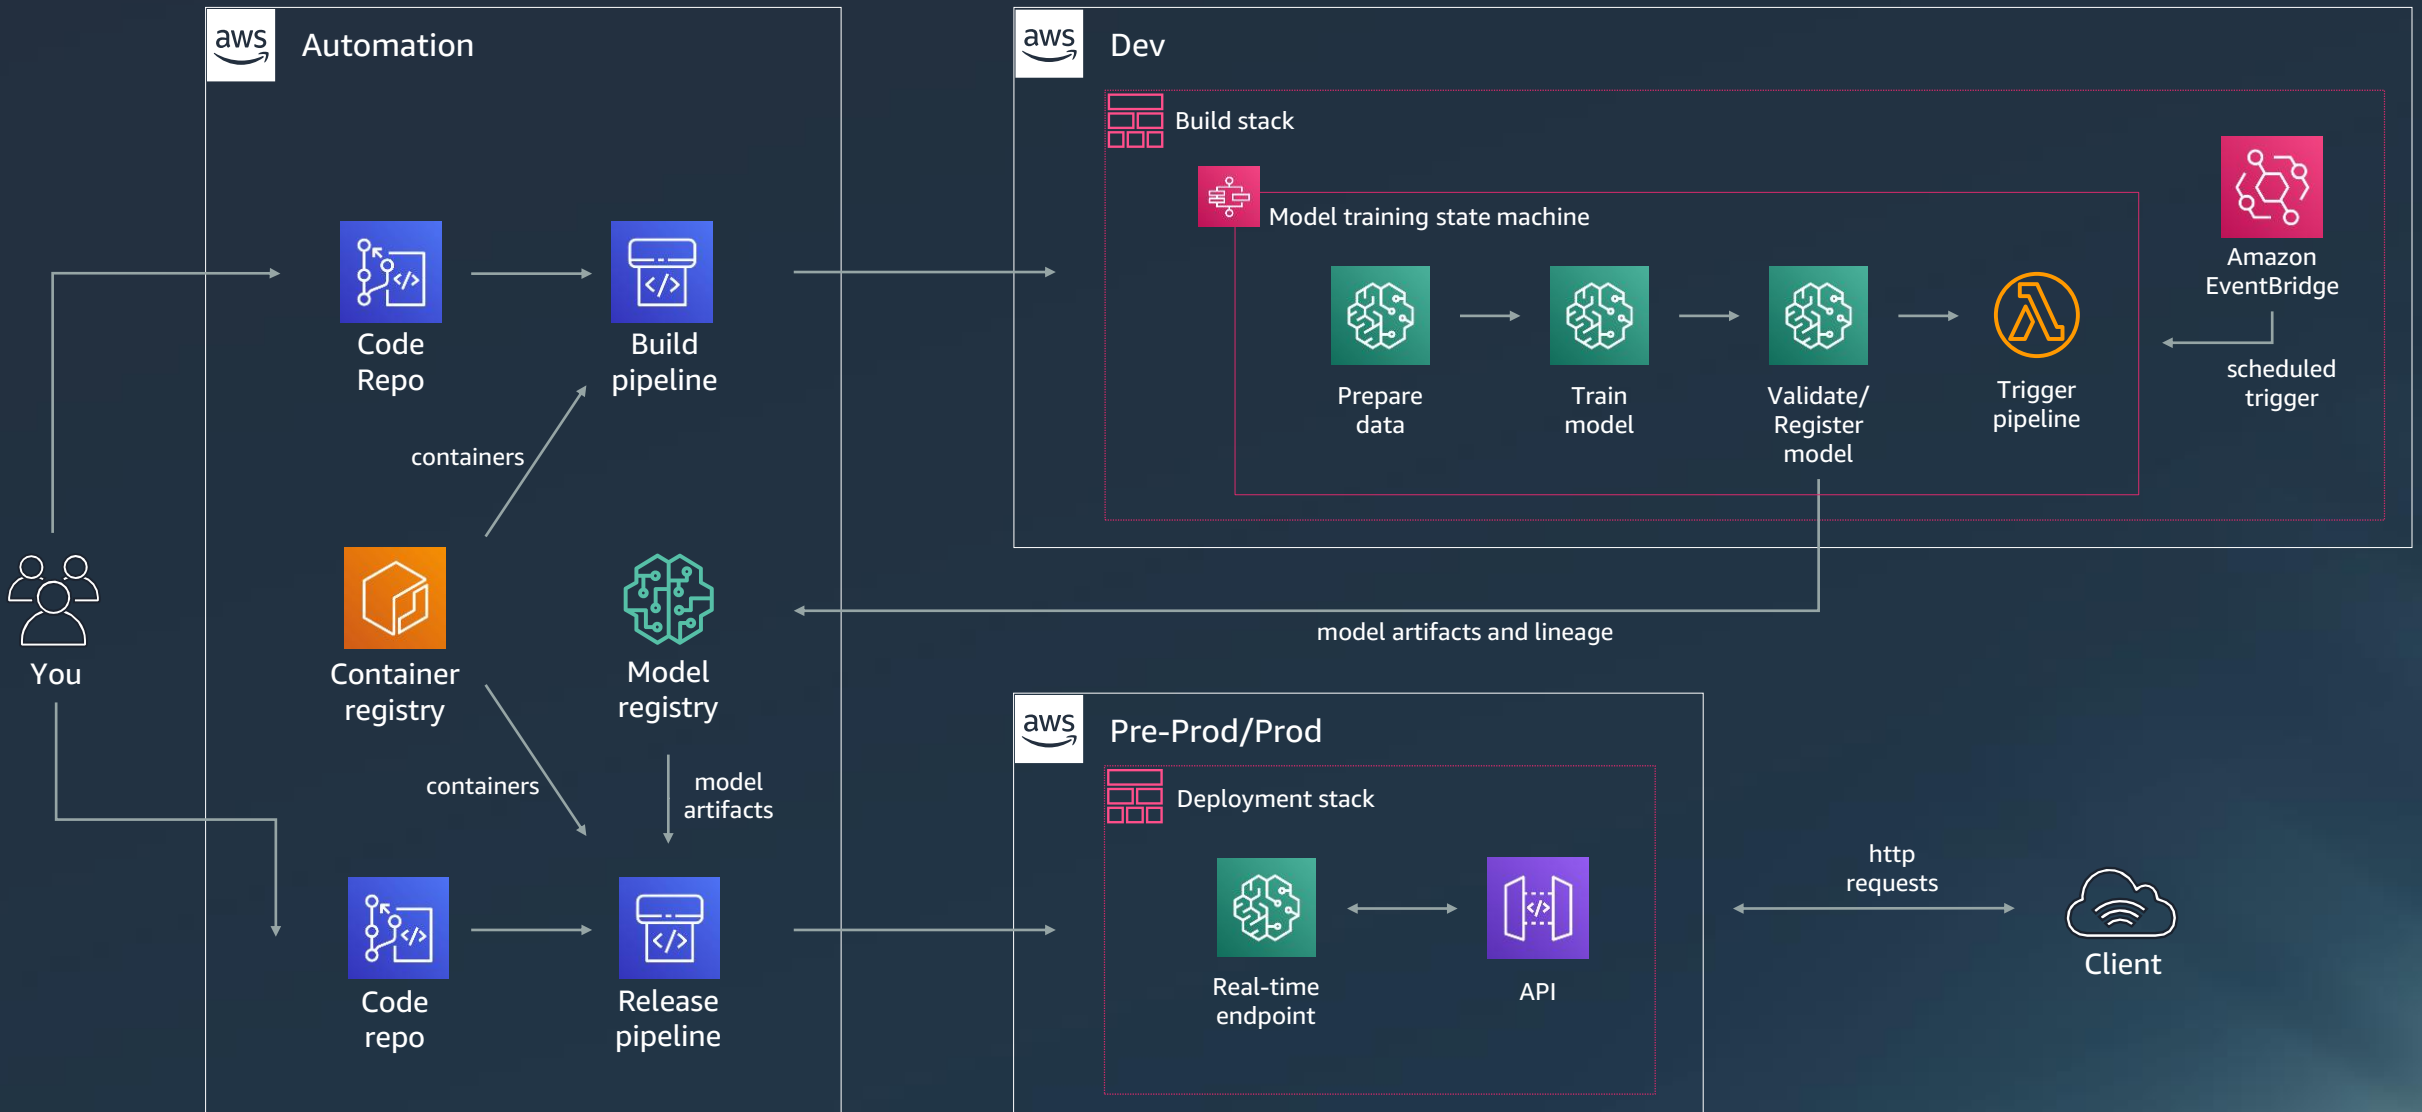 aws
Automation
Code
Repo
Build
pipeline
containers
You
Container
registry
Model
registry
containers
model
artifacts
Code
repo
Release
pipeline
aws
Dev
Build stack
Model training state machine
Prepare
data
Train
model
Validate/
Register
model
Trigger
pipeline
Amazon
EventBridge
scheduled
trigger
model artifacts and lineage
aws
Pre-Prod/Prod
Deployment stack
Real-time
endpoint
API
http
requests
Client